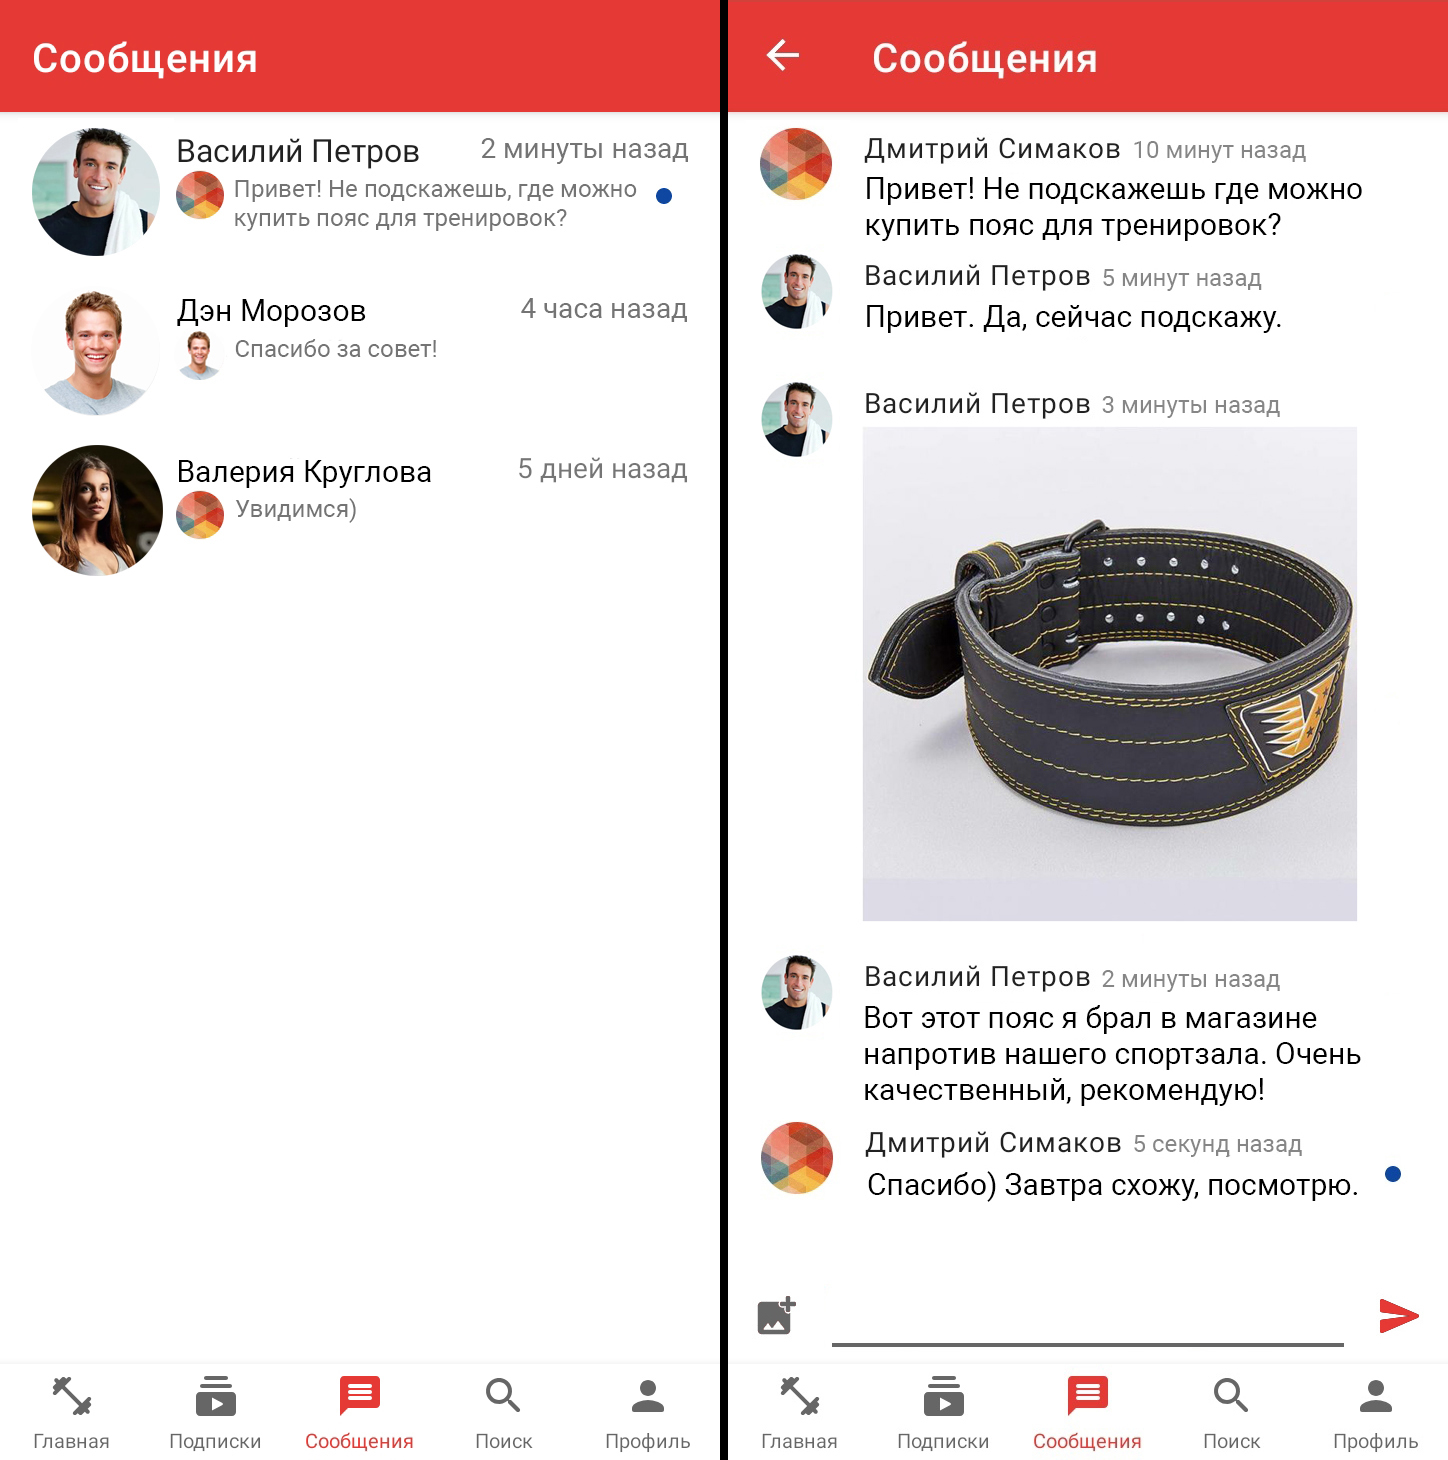 Сообщения
Василий Петров
2 минуты назад
Привет! Не подскажешь, где можно
купить пояс для тренировок?
Дэн Морозов
4 часа назад
Спасибо за совет!
Валерия Круглова
5 дней назад
Увидимся)
Главная
Подписки
Сообщения
Поиск
Профиль
Сообщения
Дмитрий Симаков 10 минут назад
Привет! Не подскажешь где можно
купить пояс для тренировок?
Василий Петров 5 минут назад
Привет. Да, сейчас подскажу.
Василий Петров 3 минуты назад
Василий Петров 2 минуты назад
Вот этот пояс я брал в магазине
напротив нашего спортзала. Очень
качественный, рекомендую!
Дмитрий Симаков 5 секунд назад
Спасибо) Завтра схожу, посмотрю.
Главная
Подписки
Сообщения
Поиск
Профиль